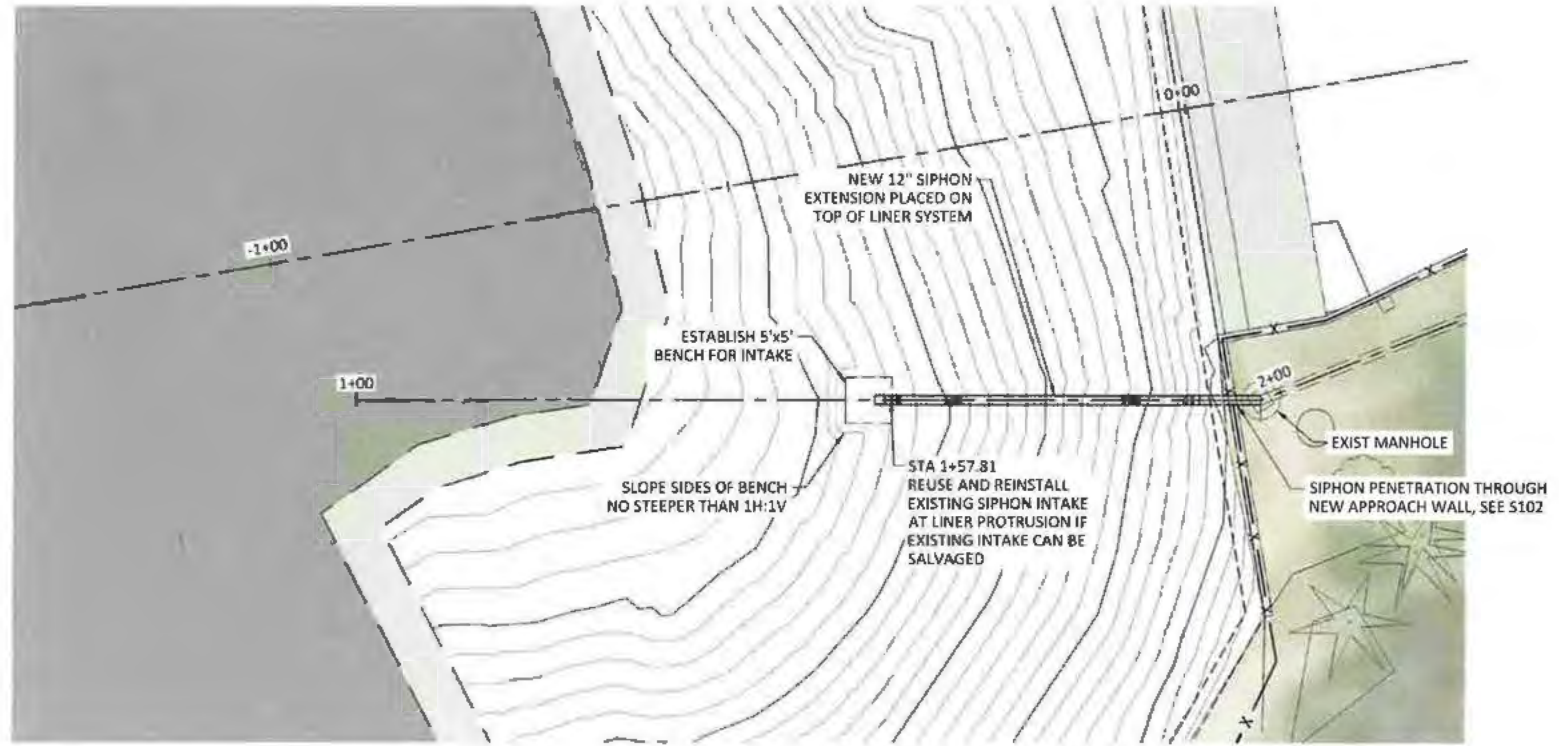 0+00
NEW 12" SIPHON
EXTENSION PLACED ON
TOP OF LINER SYSTEM
-1+00
ESTABLISH 5'x5'
BENCH FOR INTAKE
1+00
2+00
EXIST MANHOLE
SLOPE SIDES OF BENCH
NO STEEPER THAN 1H:1V
STA 1+57.81
REUSE AND REINSTALL
EXISTING SIPHON INTAKE
AT LINER PROTRUSION IF
EXISTING INTAKE CAN BE
SALVAGED
SIPHON PENETRATION THROUGH
NEW APPROACH WALL, SEE S102
X
X
X